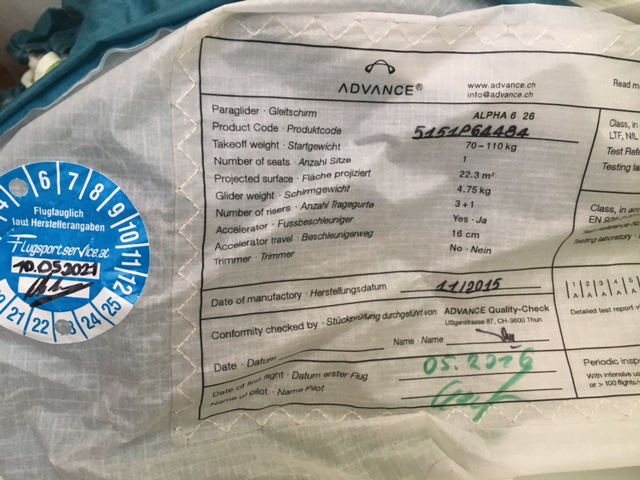 ADVANCE®
www.advance.ch
info@advance.ch
Paraglider · Gleitschirm ALPHA 6 26
Product Code · Produktcode 5151P64484
Takeoff weight · Startgewicht 70 – 110 kg
Number of seats · Anzahl Sitze 1
Projected surface · Fläche projiziert 22.3 m²
Glider weight · Schirmgewicht 4.75 kg
Number of risers · Anzahl Tragegurte 3+1
Accelerator · Fussbeschleuniger Yes · Ja
Accelerator travel · Beschleunigerweg 16 cm
Trimmer · Trimmer No · Nein
Date of manufactory · Herstellungsdatum 11/2015
Conformity checked by · Stückprüfung durchgeführt von ADVANCE Quality-Check
Uttigenstrasse 87, CH-3600 Thun
Name · Name
Date · Datum
Date of first flight · Datum erster Flug 05.2016
Name of pilot · Name Pilot
Read
Class, in
LTF, NfL
Test Refe
Testing la
Class, in
EN
Testing laboratory
Detailed test report
Periodic insp
With intensive us
or > 100 flights/
4 6 7 8 9 10 11 12
Flugtauglich
laut Herstellerangaben
Flugsportservice.at
10.05.2021
21 22 23 24 25